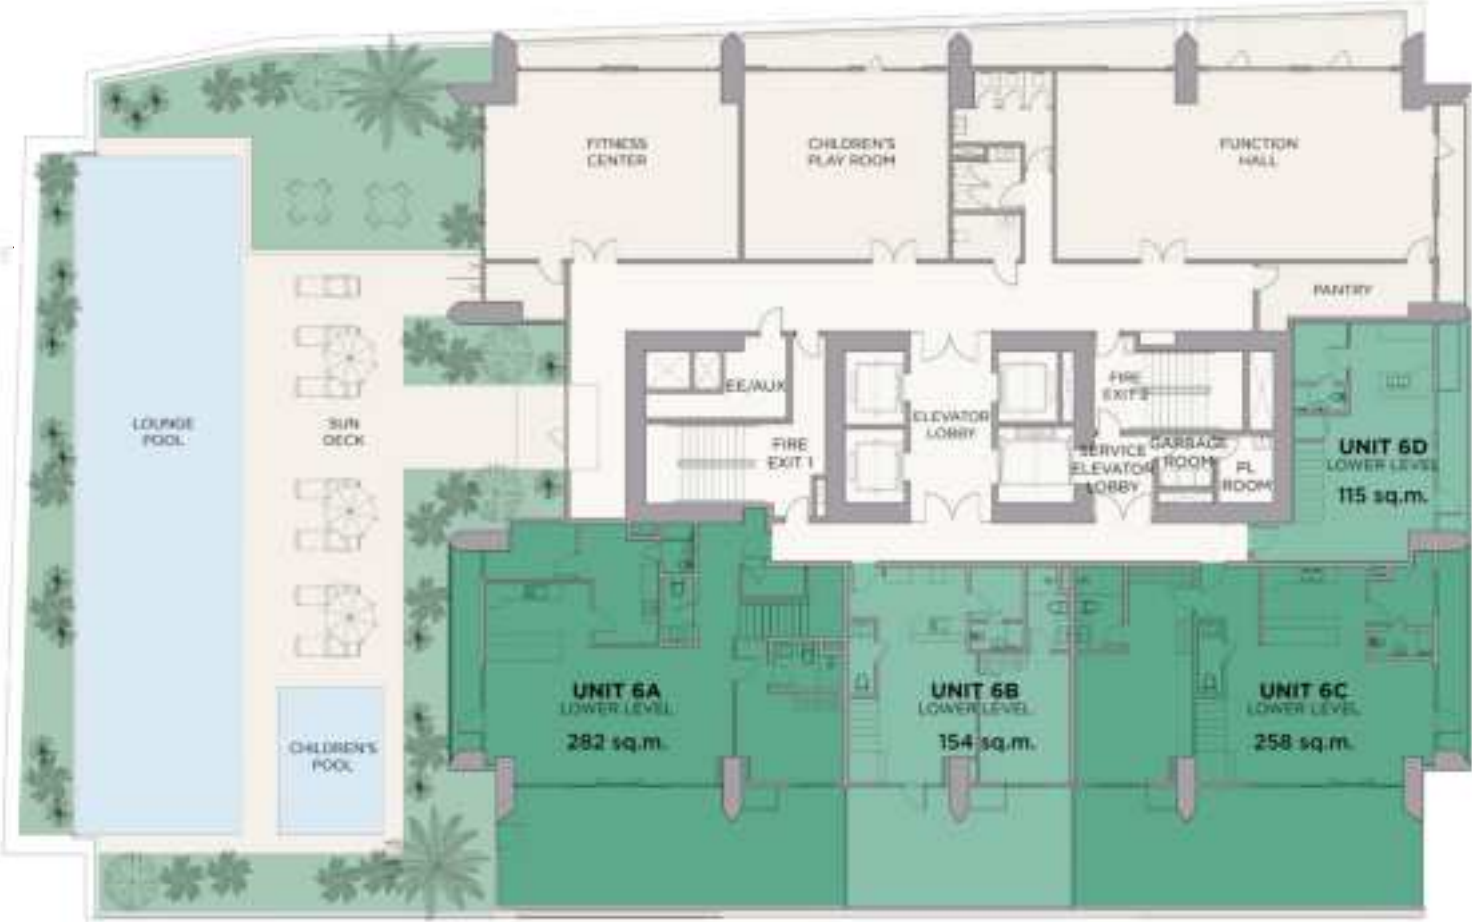 FITNESS
CENTER
CHILDREN'S
PLAY ROOM
FUNCTION
HALL
PANTRY
EE/AUX
FIRE
EXIT 1
ELEVATOR
LOBBY
FIRE
EXIT 2
SERVICE
ELEVATOR
LOBBY
GARBAGE
ROOM
PL
ROOM
LOUNGE
POOL
SUN
DECK
CHILDREN'S
POOL
UNIT 6D
LOWER LEVEL
115 sq.m.
UNIT 6A
LOWER LEVEL
282 sq.m.
UNIT 6B
LOWER LEVEL
154 sq.m.
UNIT 6C
LOWER LEVEL
258 sq.m.